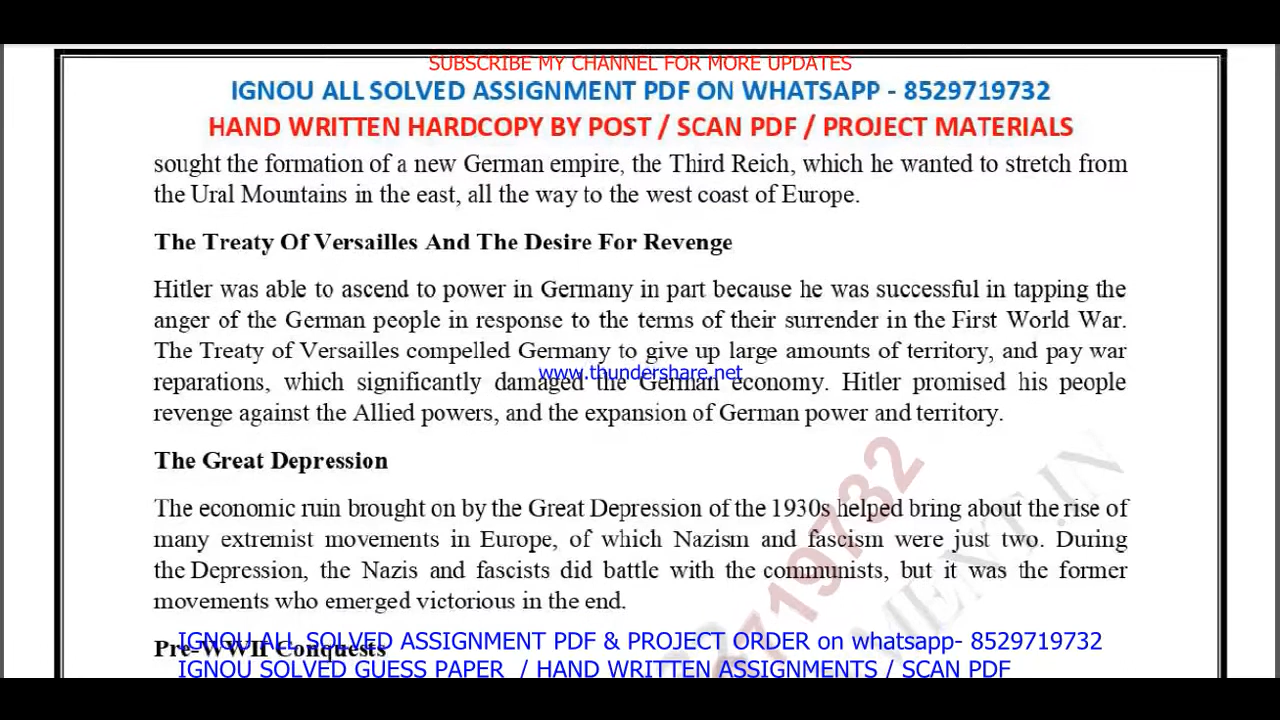 SUBSCRIBE MY CHANNEL FOR MORE UPDATES
IGNOU ALL SOLVED ASSIGNMENT PDF ON WHATSAPP - 8529719732
HAND WRITTEN HARDCOPY BY POST / SCAN PDF / PROJECT MATERIALS
sought the formation of a new German empire, the Third Reich, which he wanted to stretch from
the Ural Mountains in the east, all the way to the west coast of Europe.
The Treaty Of Versailles And The Desire For Revenge
Hitler was able to ascend to power in Germany in part because he was successful in tapping the
anger of the German people in response to the terms of their surrender in the First World War.
The Treaty of Versailles compelled Germany to give up large amounts of territory, and pay war
www.thundershare.net
reparations, which significantly damaged the German economy. Hitler promised his people
revenge against the Allied powers, and the expansion of German power and territory.
The Great Depression
The economic ruin brought on by the Great Depression of the 1930s helped bring about the rise of
many extremist movements in Europe, of which Nazism and fascism were just two. During
the Depression, the Nazis and fascists did battle with the communists, but it was the former
movements who emerged victorious in the end.
Pre-WWII Conquests
IGNOU ALL SOLVED ASSIGNMENT PDF & PROJECT ORDER on whatsapp- 8529719732
IGNOU SOLVED GUESS PAPER / HAND WRITTEN ASSIGNMENTS / SCAN PDF
719732
MENT.IN